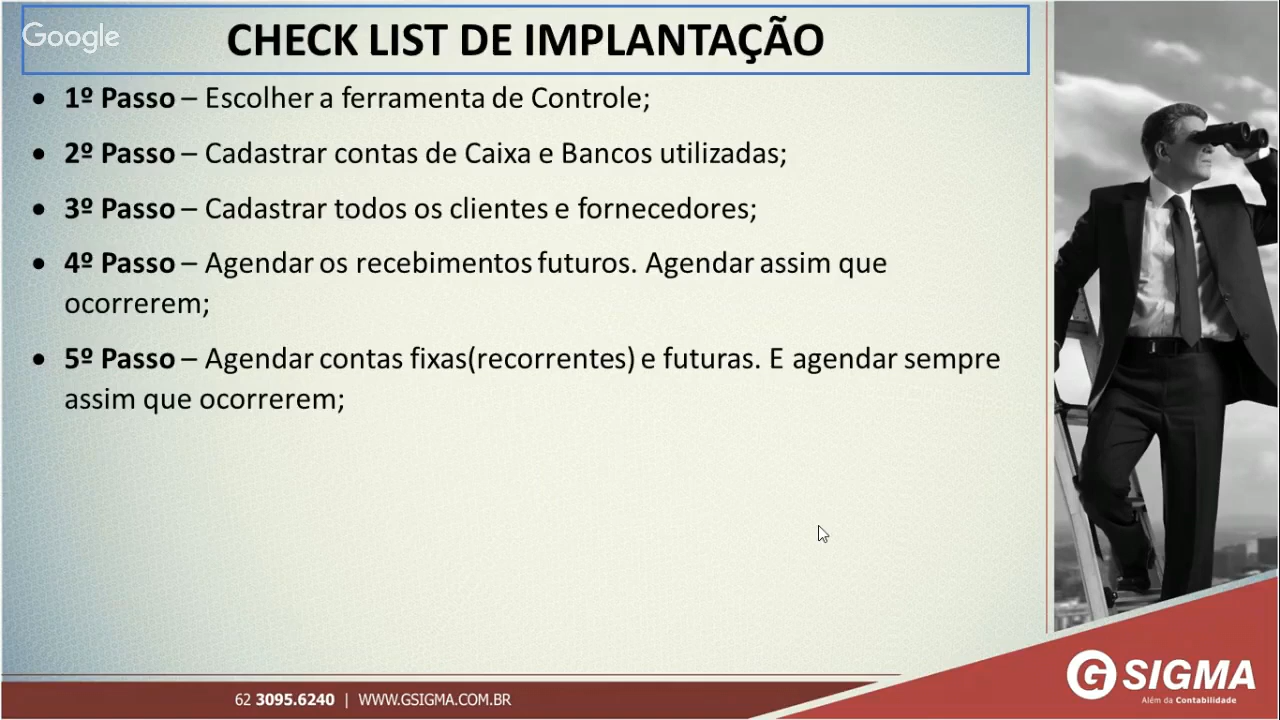 Google
CHECK LIST DE IMPLANTAÇÃO
• 1º Passo – Escolher a ferramenta de Controle;
• 2º Passo – Cadastrar contas de Caixa e Bancos utilizadas;
• 3º Passo – Cadastrar todos os clientes e fornecedores;
• 4º Passo – Agendar os recebimentos futuros. Agendar assim que
ocorrerem;
• 5º Passo – Agendar contas fixas(recorrentes) e futuras. E agendar sempre
assim que ocorrerem;
62 3095.6240 | WWW.GSIGMA.COM.BR
G SIGMA
Além da Contabilidade